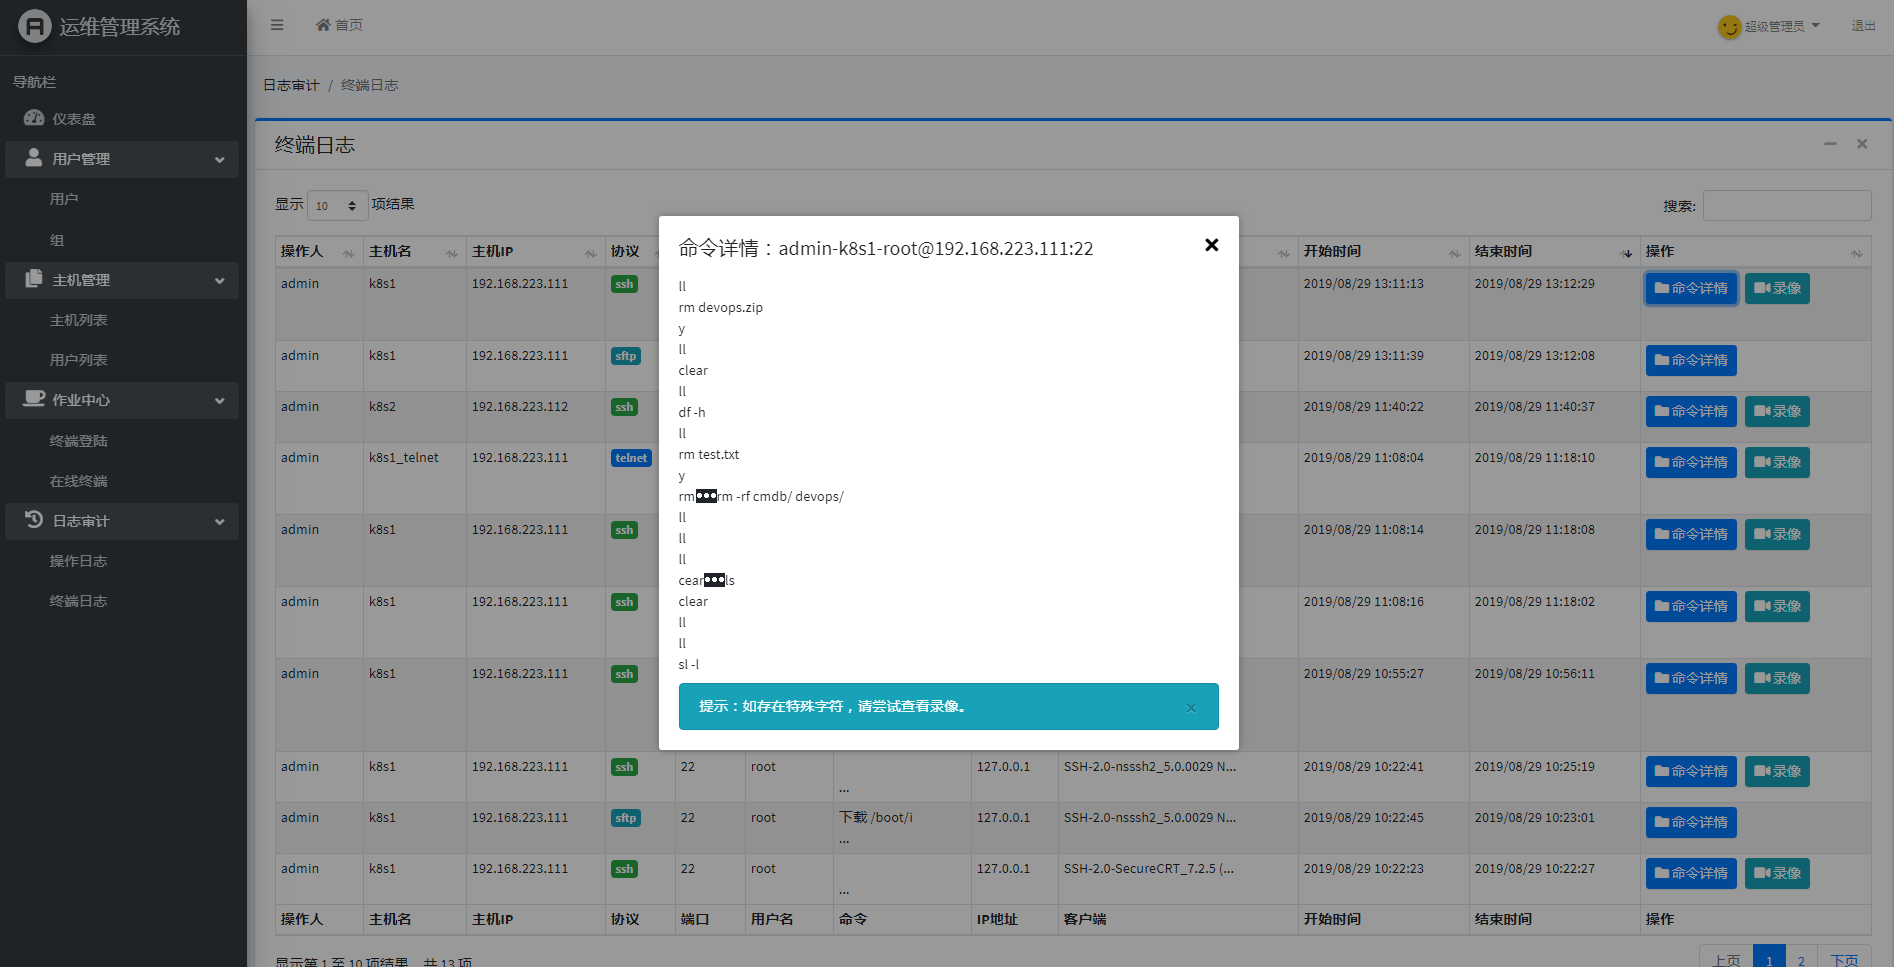 运维管理系统
首页
超级管理员
退出
导航栏
仪表盘
用户管理
用户
组
主机管理
主机列表
用户列表
作业中心
终端登陆
在线终端
日志审计
操作日志
终端日志
日志审计 / 终端日志
终端日志
显示 10 项结果
搜索:
操作人 主机名 主机IP 协议 开始时间 结束时间 操作
admin k8s1 192.168.223.111 ssh 2019/08/29 13:11:13 2019/08/29 13:12:29 命令详情 录像
admin k8s1 192.168.223.111 sftp 2019/08/29 13:11:39 2019/08/29 13:12:08 命令详情
admin k8s2 192.168.223.112 ssh 2019/08/29 11:40:22 2019/08/29 11:40:37 命令详情 录像
admin k8s1_telnet 192.168.223.111 telnet 2019/08/29 11:08:04 2019/08/29 11:18:10 命令详情 录像
admin k8s1 192.168.223.111 ssh 2019/08/29 11:08:14 2019/08/29 11:18:08 命令详情 录像
admin k8s1 192.168.223.111 ssh 2019/08/29 11:08:16 2019/08/29 11:18:02 命令详情 录像
admin k8s1 192.168.223.111 ssh 2019/08/29 10:55:27 2019/08/29 10:56:11 命令详情 录像
admin k8s1 192.168.223.111 ssh 22 root ... 127.0.0.1 SSH-2.0-nsssh2_5.0.0029 N... 2019/08/29 10:22:41 2019/08/29 10:25:19 命令详情 录像
admin k8s1 192.168.223.111 sftp 22 root 下载 /boot/i ... 127.0.0.1 SSH-2.0-nsssh2_5.0.0029 N... 2019/08/29 10:22:45 2019/08/29 10:23:01 命令详情
admin k8s1 192.168.223.111 ssh 22 root ... 127.0.0.1 SSH-2.0-SecureCRT_7.2.5 (... 2019/08/29 10:22:23 2019/08/29 10:22:27 命令详情 录像
操作人 主机名 主机IP 协议 端口 用户名 命令 IP地址 客户端 开始时间 结束时间 操作
显示第 1 至 10 项结果，共 13 项
上页 1 2 下页
命令详情：admin-k8s1-root@192.168.223.111:22
ll
rm devops.zip
y
ll
clear
ll
df -h
ll
rm test.txt
y
rm•••rm -rf cmdb/ devops/
ll
ll
ll
cear•••ls
clear
ll
ll
sl -l
提示：如存在特殊字符，请尝试查看录像。